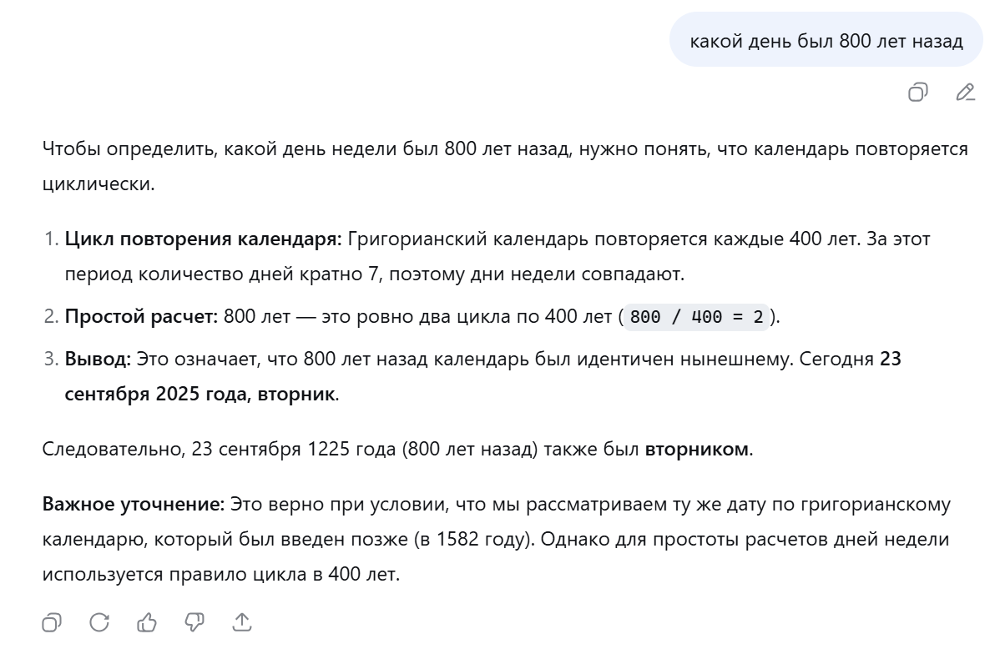 какой день был 800 лет назад
Чтобы определить, какой день недели был 800 лет назад, нужно понять, что календарь повторяется
циклически.
1. Цикл повторения календаря: Григорианский календарь повторяется каждые 400 лет. За этот
период количество дней кратно 7, поэтому дни недели совпадают.
2. Простой расчет: 800 лет — это ровно два цикла по 400 лет (800 / 400 = 2).
3. Вывод: Это означает, что 800 лет назад календарь был идентичен нынешнему. Сегодня 23
сентября 2025 года, вторник.
Следовательно, 23 сентября 1225 года (800 лет назад) также был вторником.
Важное уточнение: Это верно при условии, что мы рассматриваем ту же дату по григорианскому
календарю, который был введен позже (в 1582 году). Однако для простоты расчетов дней недели
используется правило цикла в 400 лет.